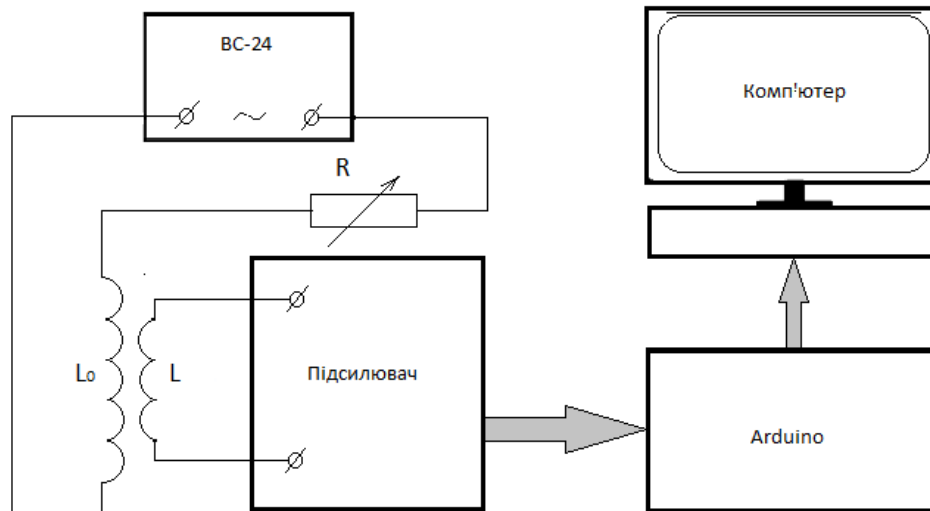 ВС-24
Комп'ютер
R
L₀
L
Підсилювач
Arduino